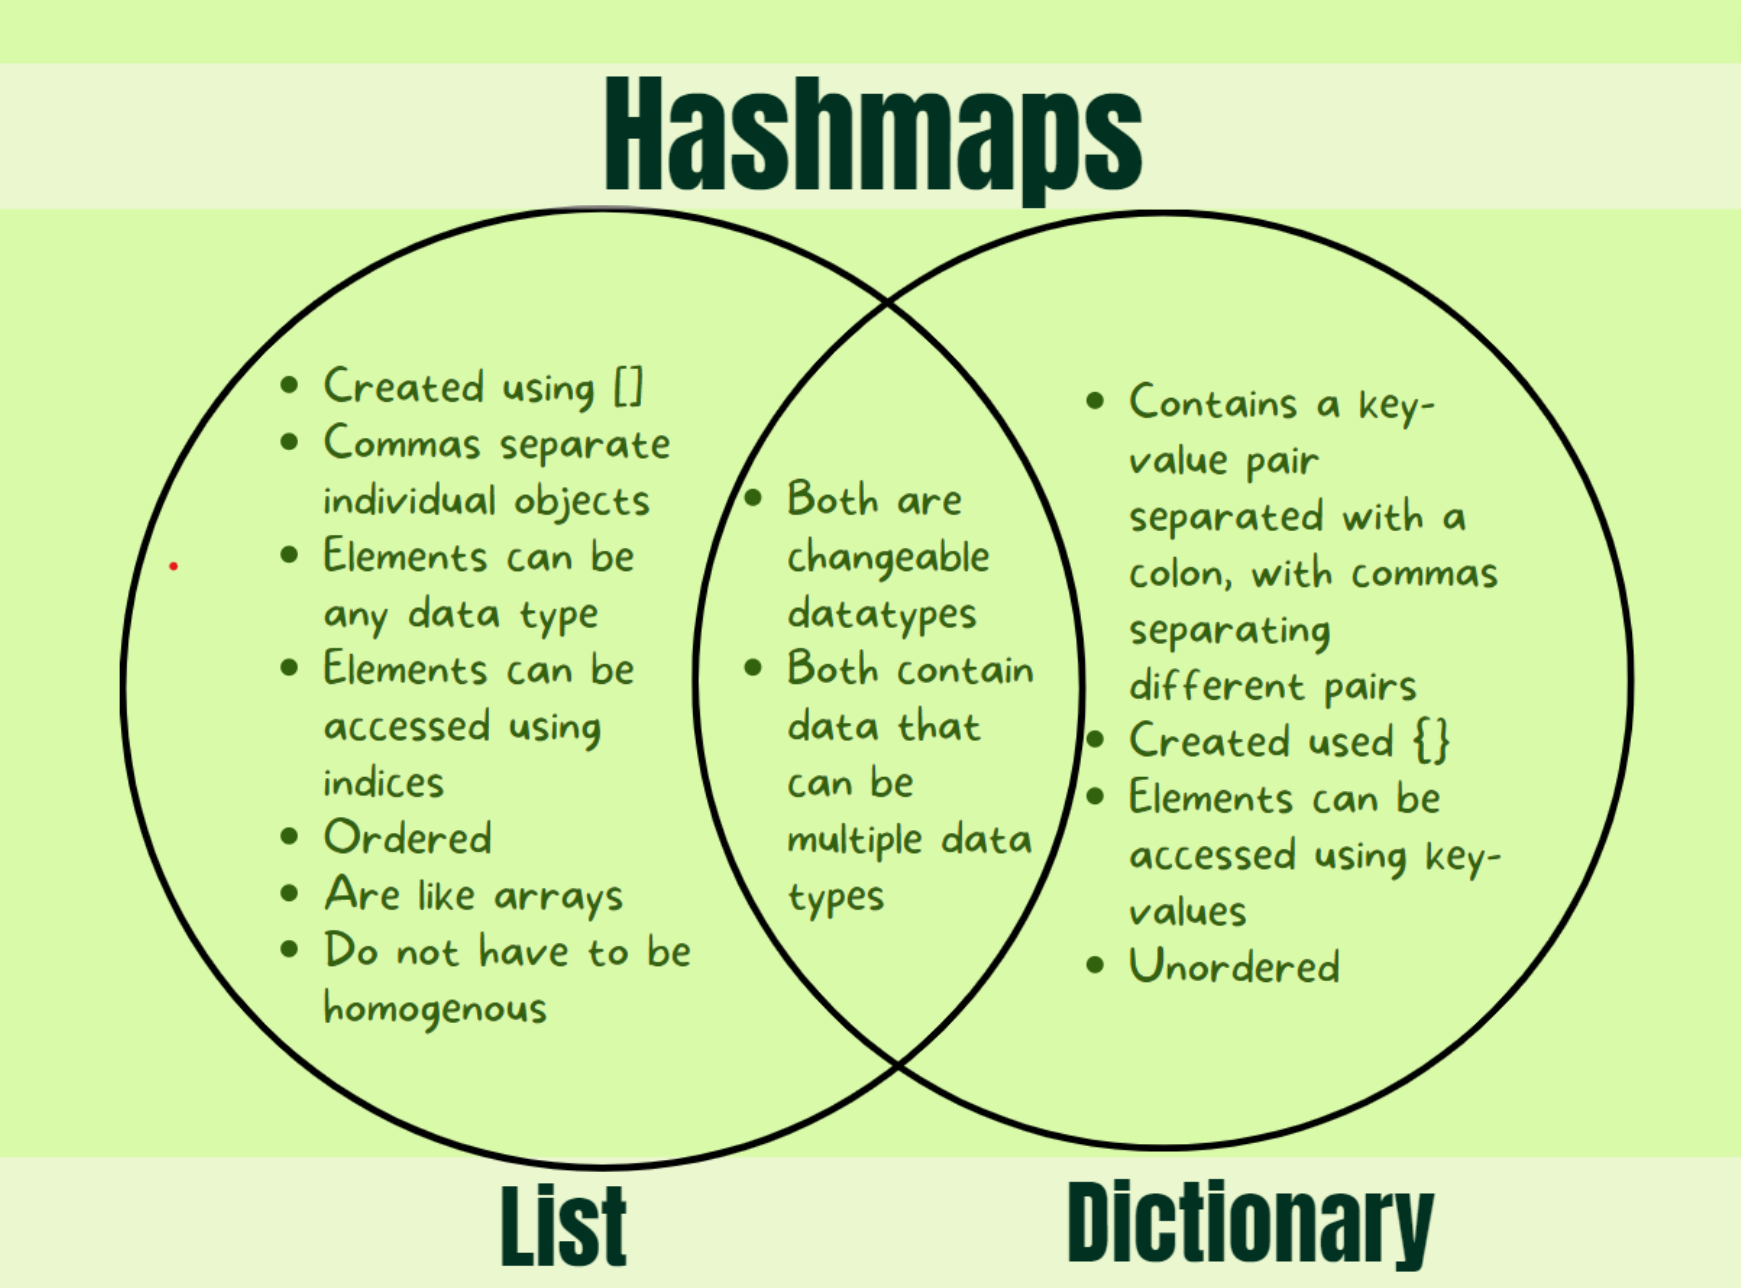 Hashmaps
• Created using []
• Commas separate
individual objects
• Elements can be
any data type
• Elements can be
accessed using
indices
• Ordered
• Are like arrays
• Do not have to be
homogenous
• Both are
changeable
datatypes
• Both contain
data that
can be
multiple data
types
• Contains a key-
value pair
separated with a
colon, with commas
separating
different pairs
• Created used {}
• Elements can be
accessed using key-
values
• Unordered
List
Dictionary